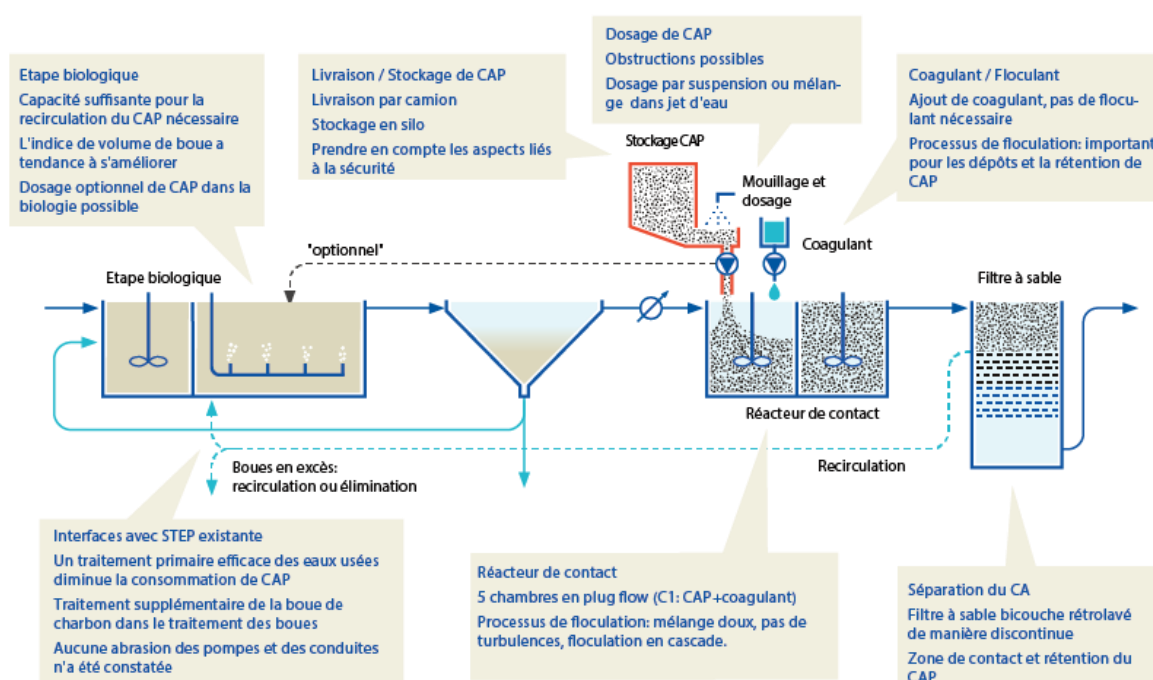 Etape biologique
Capacité suffisante pour la
recirculation du CAP nécessaire
L'indice de volume de boue a
tendance à s'améliorer
Dosage optionnel de CAP dans la
biologie possible
Livraison / Stockage de CAP
Livraison par camion
Stockage en silo
Prendre en compte les aspects liés
à la sécurité
Dosage de CAP
Obstructions possibles
Dosage par suspension ou mélan-
ge dans jet d'eau
Coagulant / Floculant
Ajout de coagulant, pas de flocu-
lant nécessaire
Processus de floculation: important
pour les dépôts et la rétention de
CAP
Stockage CAP
Mouillage et
dosage
Coagulant
"optionnel"
Etape biologique
Filtre à sable
Réacteur de contact
Recirculation
Boues en excès:
recirculation ou élimination
Interfaces avec STEP existante
Un traitement primaire efficace des eaux usées
diminue la consommation de CAP
Traitement supplémentaire de la boue de
charbon dans le traitement des boues
Aucune abrasion des pompes et des conduites
n'a été constatée
Réacteur de contact
5 chambres en plug flow (C1: CAP+coagulant)
Processus de floculation: mélange doux, pas de
turbulences, floculation en cascade.
Séparation du CA
Filtre à sable bicouche rétrolavé
de manière discontinue
Zone de contact et rétention du
CAP